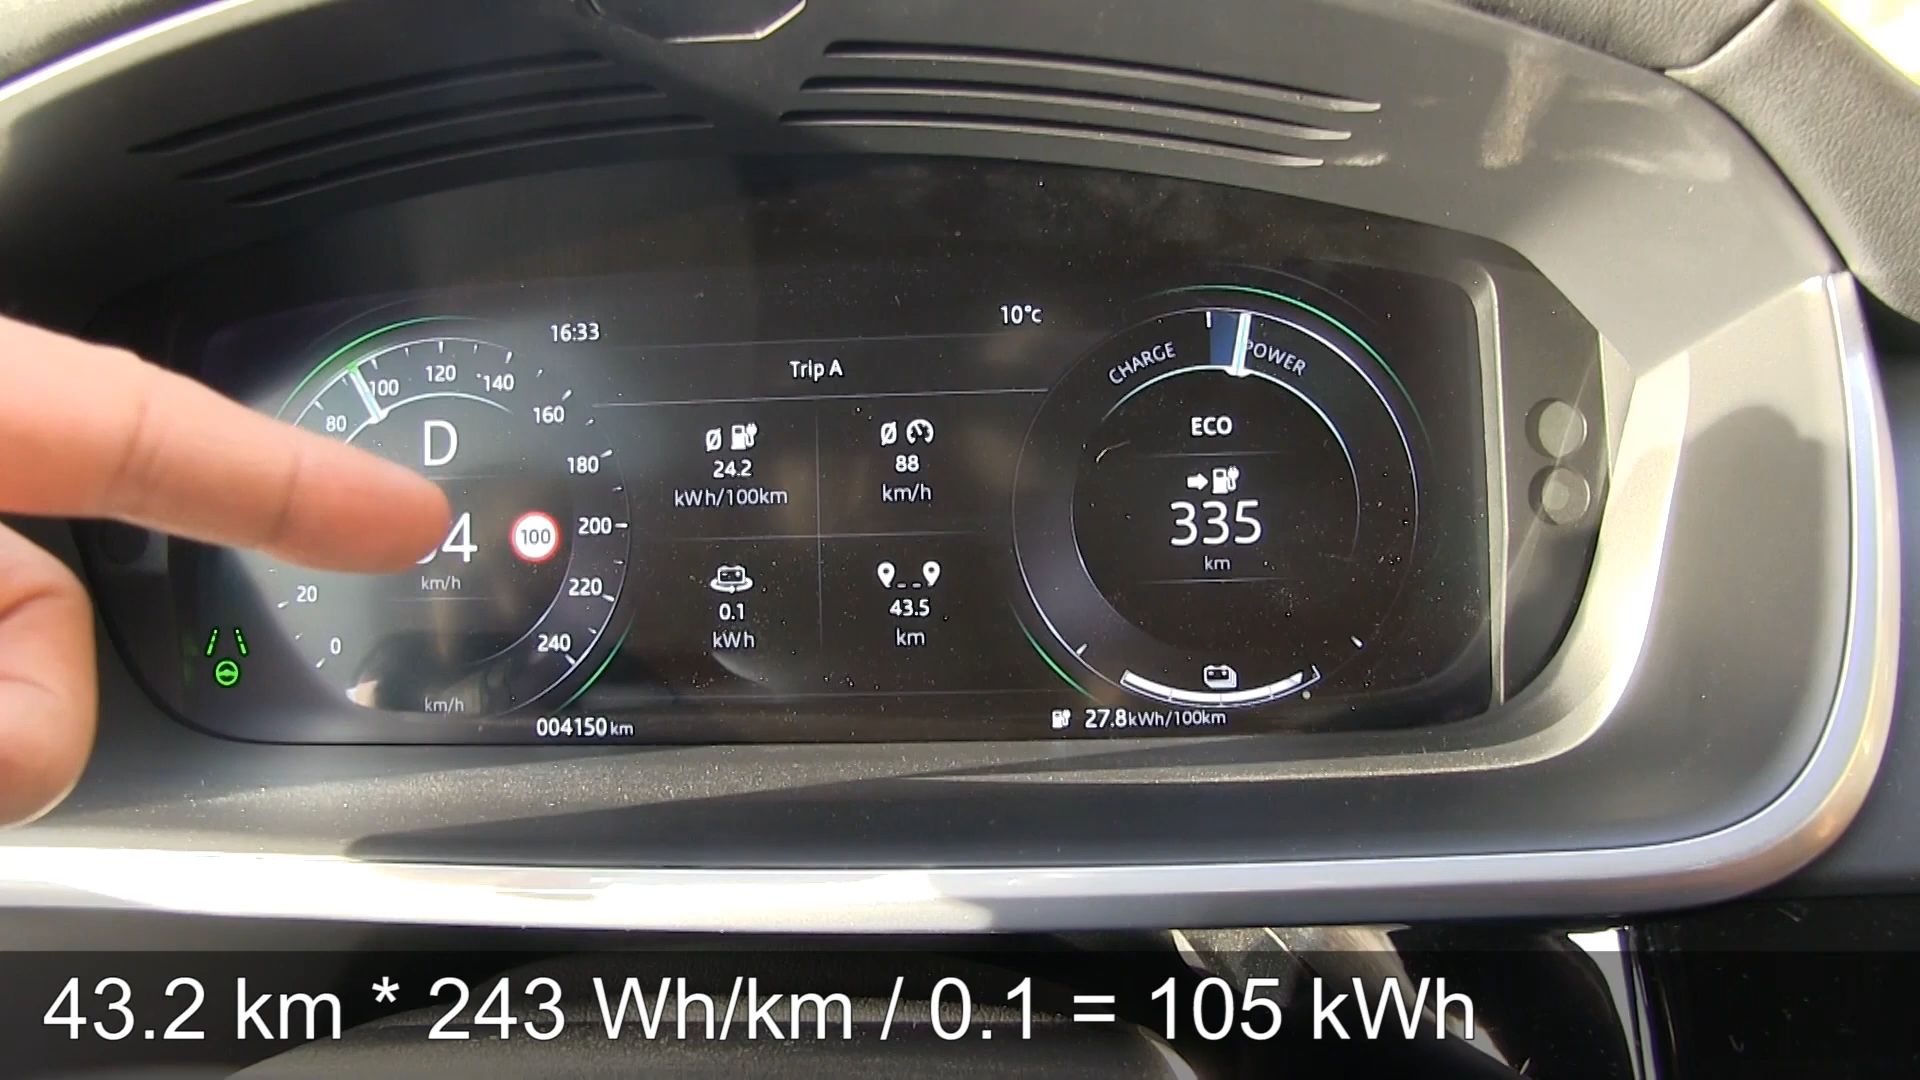 16:33
10°c
Trip A
80
100
120
140
160
180
200
220
240
20
0
D
100
km/h
km/h
Ø
24.2
kWh/100km
Ø
88
km/h
0.1
kWh
43.5
km
CHARGE
POWER
ECO
335
km
004150 km
27.8kWh/100km
43.2 km * 243 Wh/km / 0.1 = 105 kWh